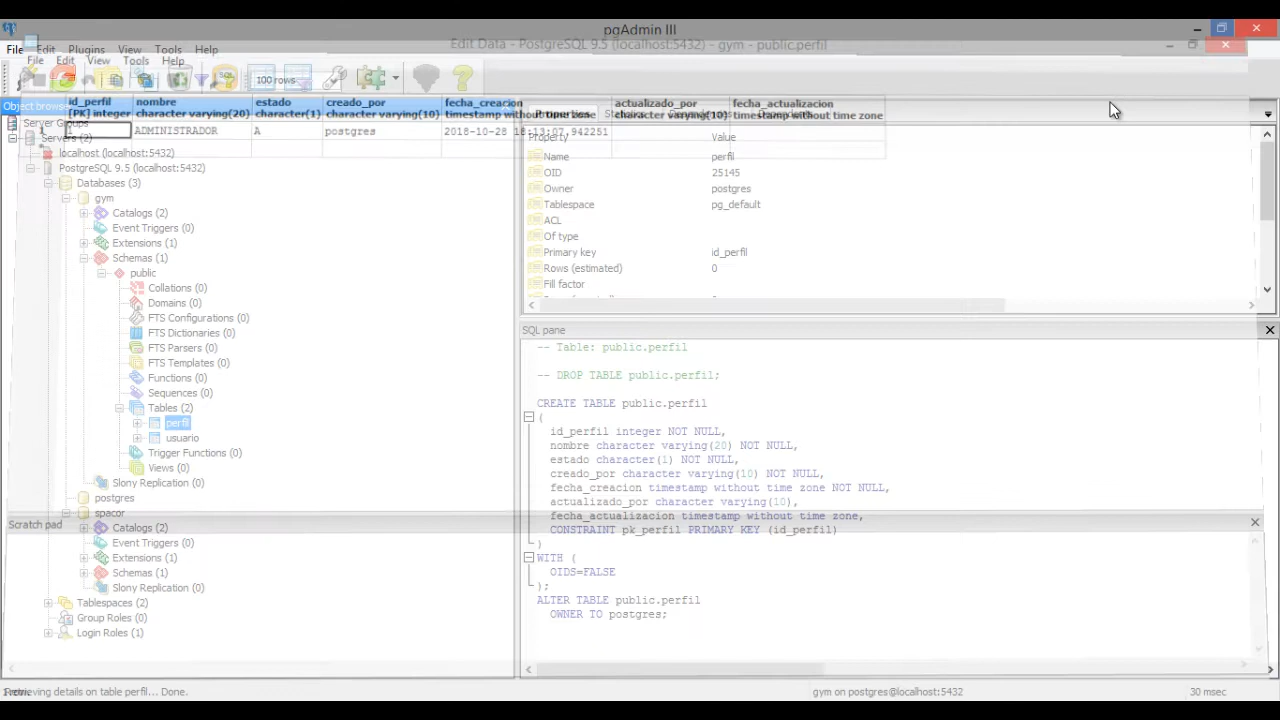 pgAdmin III
Edit Data - PostgreSQL 9.5 (localhost:5432) - gym - public.perfil
File Edit Plugins View Tools Help
File Edit View Tools Help
100 rows
Object browser
id_perfil nombre estado creado_por fecha_creacion actualizado_por fecha_actualizacion
[PK] integer character varying(20) character(1) character varying(10) timestamp without time zone character varying(10) timestamp without time zone
1 ADMINISTRADOR A postgres 2018-10-28 18:13:07.942251
Server Groups
Servers (2)
localhost (localhost:5432)
PostgreSQL 9.5 (localhost:5432)
Databases (3)
gym
Catalogs (2)
Event Triggers (0)
Extensions (1)
Schemas (1)
public
Collations (0)
Domains (0)
FTS Configurations (0)
FTS Dictionaries (0)
FTS Parsers (0)
FTS Templates (0)
Functions (0)
Sequences (0)
Tables (2)
perfil
usuario
Trigger Functions (0)
Views (0)
Slony Replication (0)
postgres
spacor
Catalogs (2)
Event Triggers (0)
Extensions (1)
Schemas (1)
Slony Replication (0)
Tablespaces (2)
Group Roles (0)
Login Roles (1)
Scratch pad
Properties
Property Value
Name perfil
OID 25145
Owner postgres
Tablespace pg_default
ACL
Of type
Primary key id_perfil
Rows (estimated) 0
Fill factor
SQL pane
-- Table: public.perfil
-- DROP TABLE public.perfil;
CREATE TABLE public.perfil
(
id_perfil integer NOT NULL,
nombre character varying(20) NOT NULL,
estado character(1) NOT NULL,
creado_por character varying(10) NOT NULL,
fecha_creacion timestamp without time zone NOT NULL,
actualizado_por character varying(10),
fecha_actualizacion timestamp without time zone,
CONSTRAINT pk_perfil PRIMARY KEY (id_perfil)
)
WITH (
OIDS=FALSE
);
ALTER TABLE public.perfil
OWNER TO postgres;
Retrieving details on table perfil... Done.
gym on postgres@localhost:5432
30 msec